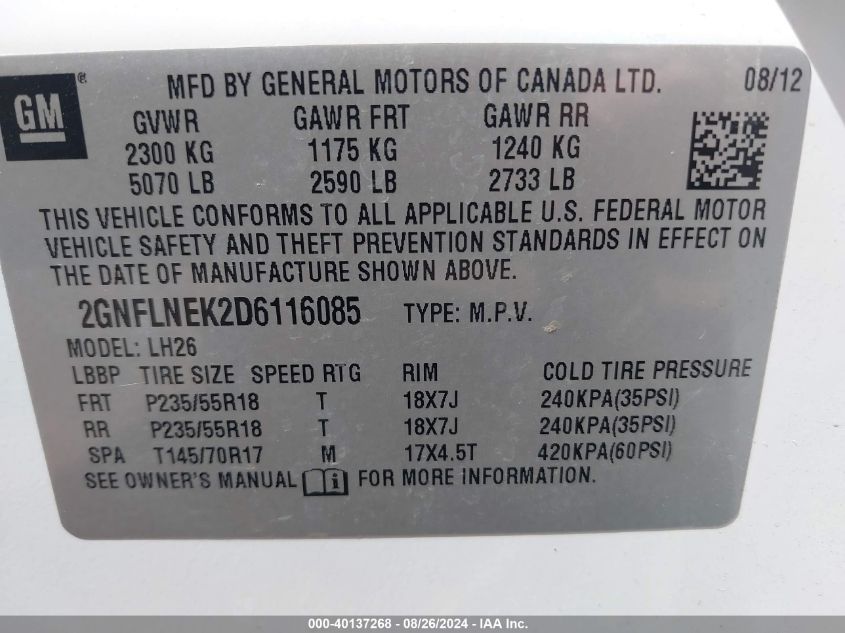 GM ® MFD BY GENERAL MOTORS OF CANADA LTD. 08/12
GVWR GAWR FRT GAWR RR
2300 KG 1175 KG 1240 KG
5070 LB 2590 LB 2733 LB
THIS VEHICLE CONFORMS TO ALL APPLICABLE U.S. FEDERAL MOTOR
VEHICLE SAFETY AND THEFT PREVENTION STANDARDS IN EFFECT ON
THE DATE OF MANUFACTURE SHOWN ABOVE.
2GNFLNEK2D6116085 TYPE: M.P.V.
MODEL: LH26
LBBP TIRE SIZE SPEED RTG RIM COLD TIRE PRESSURE
FRT P235/55R18 T 18X7J 240KPA(35PSI)
RR P235/55R18 T 18X7J 240KPA(35PSI)
SPA T145/70R17 M 17X4.5T 420KPA(60PSI)
SEE OWNER'S MANUAL i FOR MORE INFORMATION.
000-40137268 - 08/26/2024 - IAA Inc.